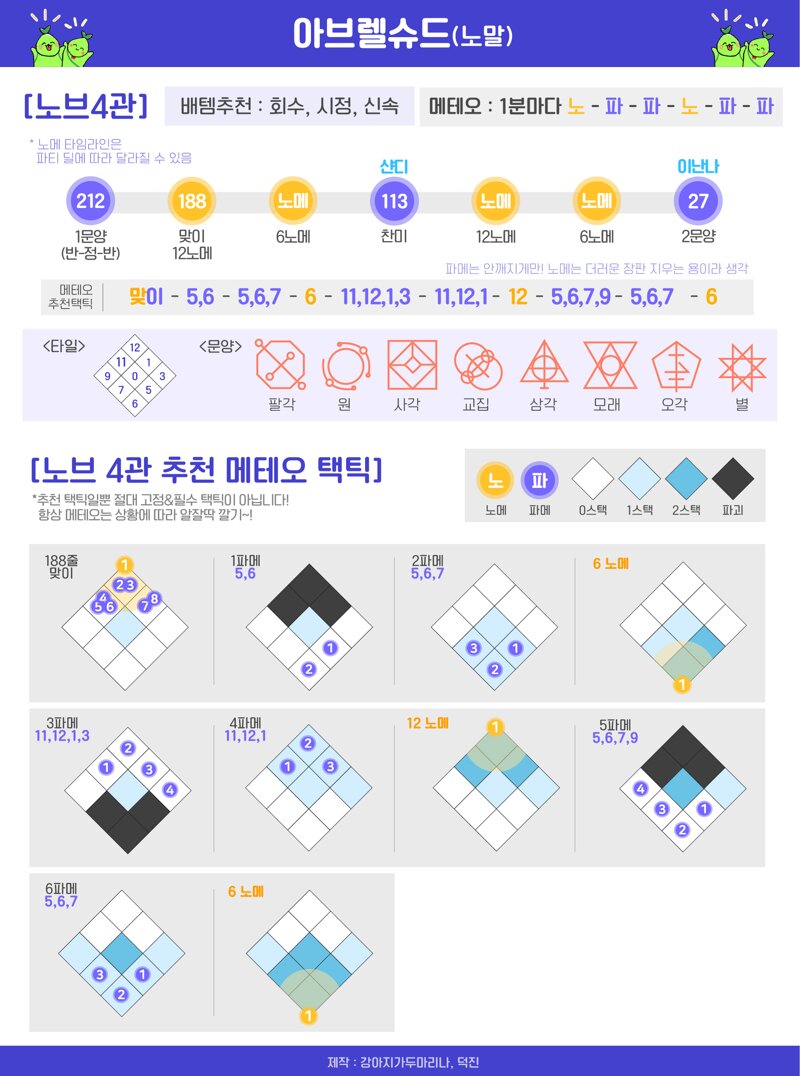 아브렐슈드(노말)
[노브4관]
배템추천 : 회수, 시정, 신속
메테오 : 1분마다 노 - 파 - 파 - 노 - 파 - 파
* 노메 타임라인은
파티 딜에 따라 달라질 수 있음
샨디
이난나
212
188
노메
113
노메
노메
27
1문양
(반-정-반)
맞이
12노메
6노메
찬미
12노메
6노메
2문양
파메는 안깨지게만! 노메는 더러운 장판 지우는 용이라 생각
메테오
추천택틱
맞이 - 5,6 - 5,6,7 - 6 - 11,12,1,3 - 11,12,1 - 12 - 5,6,7,9 - 5,6,7 - 6
<타일>
12
11 1
9 0 3
7 5
6
<문양>
팔각
원
사각
교집
삼각
모래
오각
별
[노브 4관 추천 메테오 택틱]
*추천 택틱일뿐 절대 고정&필수 택틱이 아닙니다!
항상 메테오는 상황에 따라 알잘딱 깔기~!
노
파
노메
파메
0스택
1스택
2스택
파괴
188줄
맞이
1
2 3
4
5 6
7
8
1파메
5,6
1
2
2파메
5,6,7
3
1
2
6 노메
1
3파메
11,12,1,3
2
1
3
4
4파메
11,12,1
2
1
3
12 노메
1
5파메
5,6,7,9
4
3
1
2
6파메
5,6,7
3
1
2
6 노메
1
제작 : 강아지가두마리나, 덕진